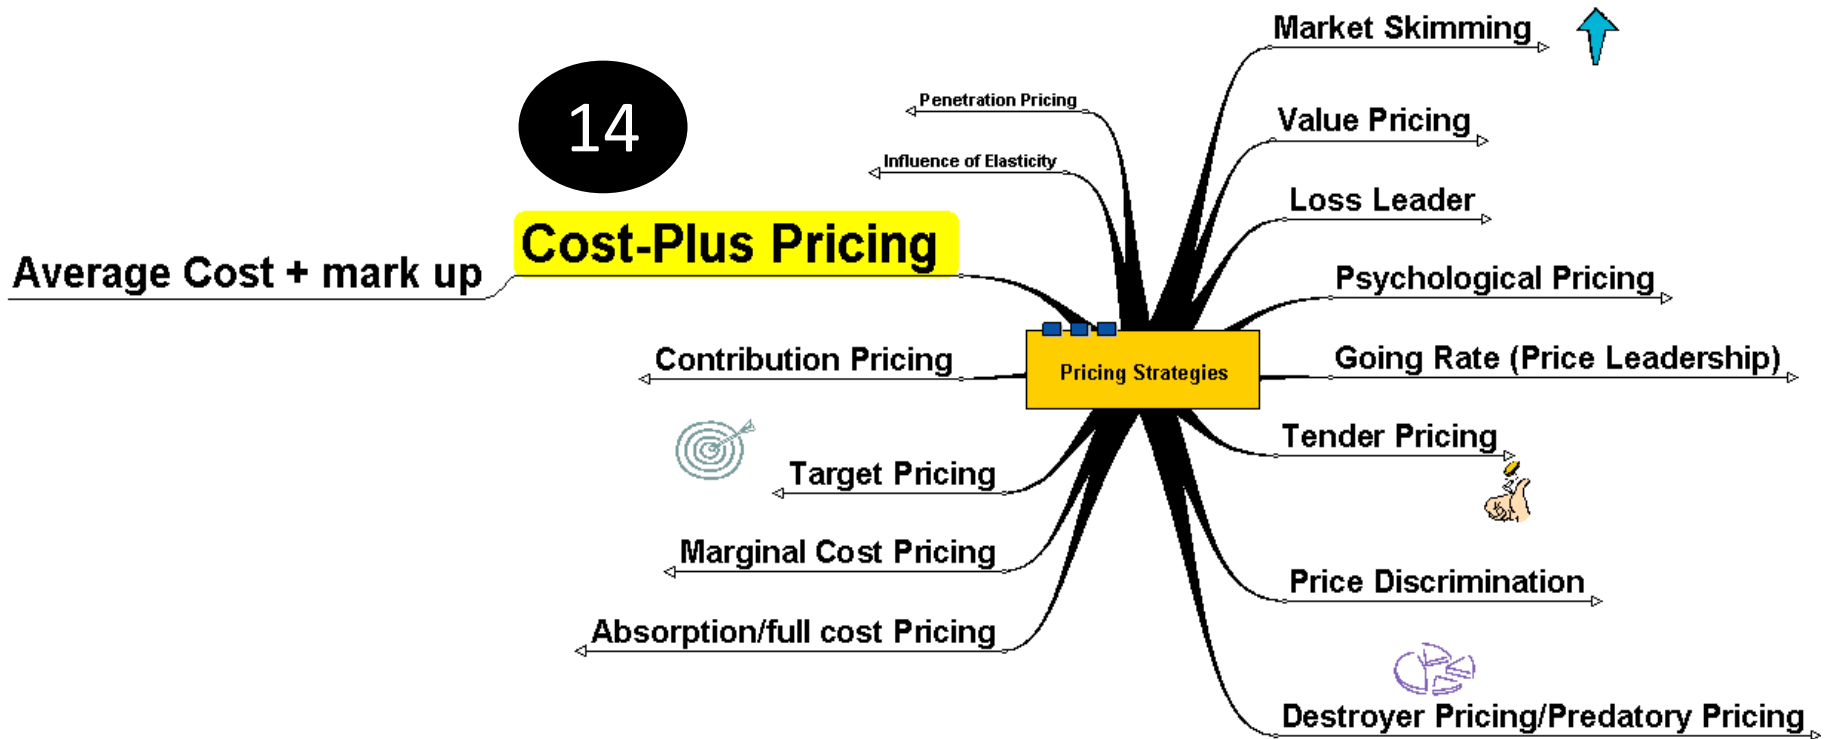 14
Penetration Pricing
Influence of Elasticity
Cost-Plus Pricing
Average Cost + mark up
Contribution Pricing
Target Pricing
Marginal Cost Pricing
Absorption/full cost Pricing
Pricing Strategies
Market Skimming
Value Pricing
Loss Leader
Psychological Pricing
Going Rate (Price Leadership)
Tender Pricing
Price Discrimination
Destroyer Pricing/Predatory Pricing